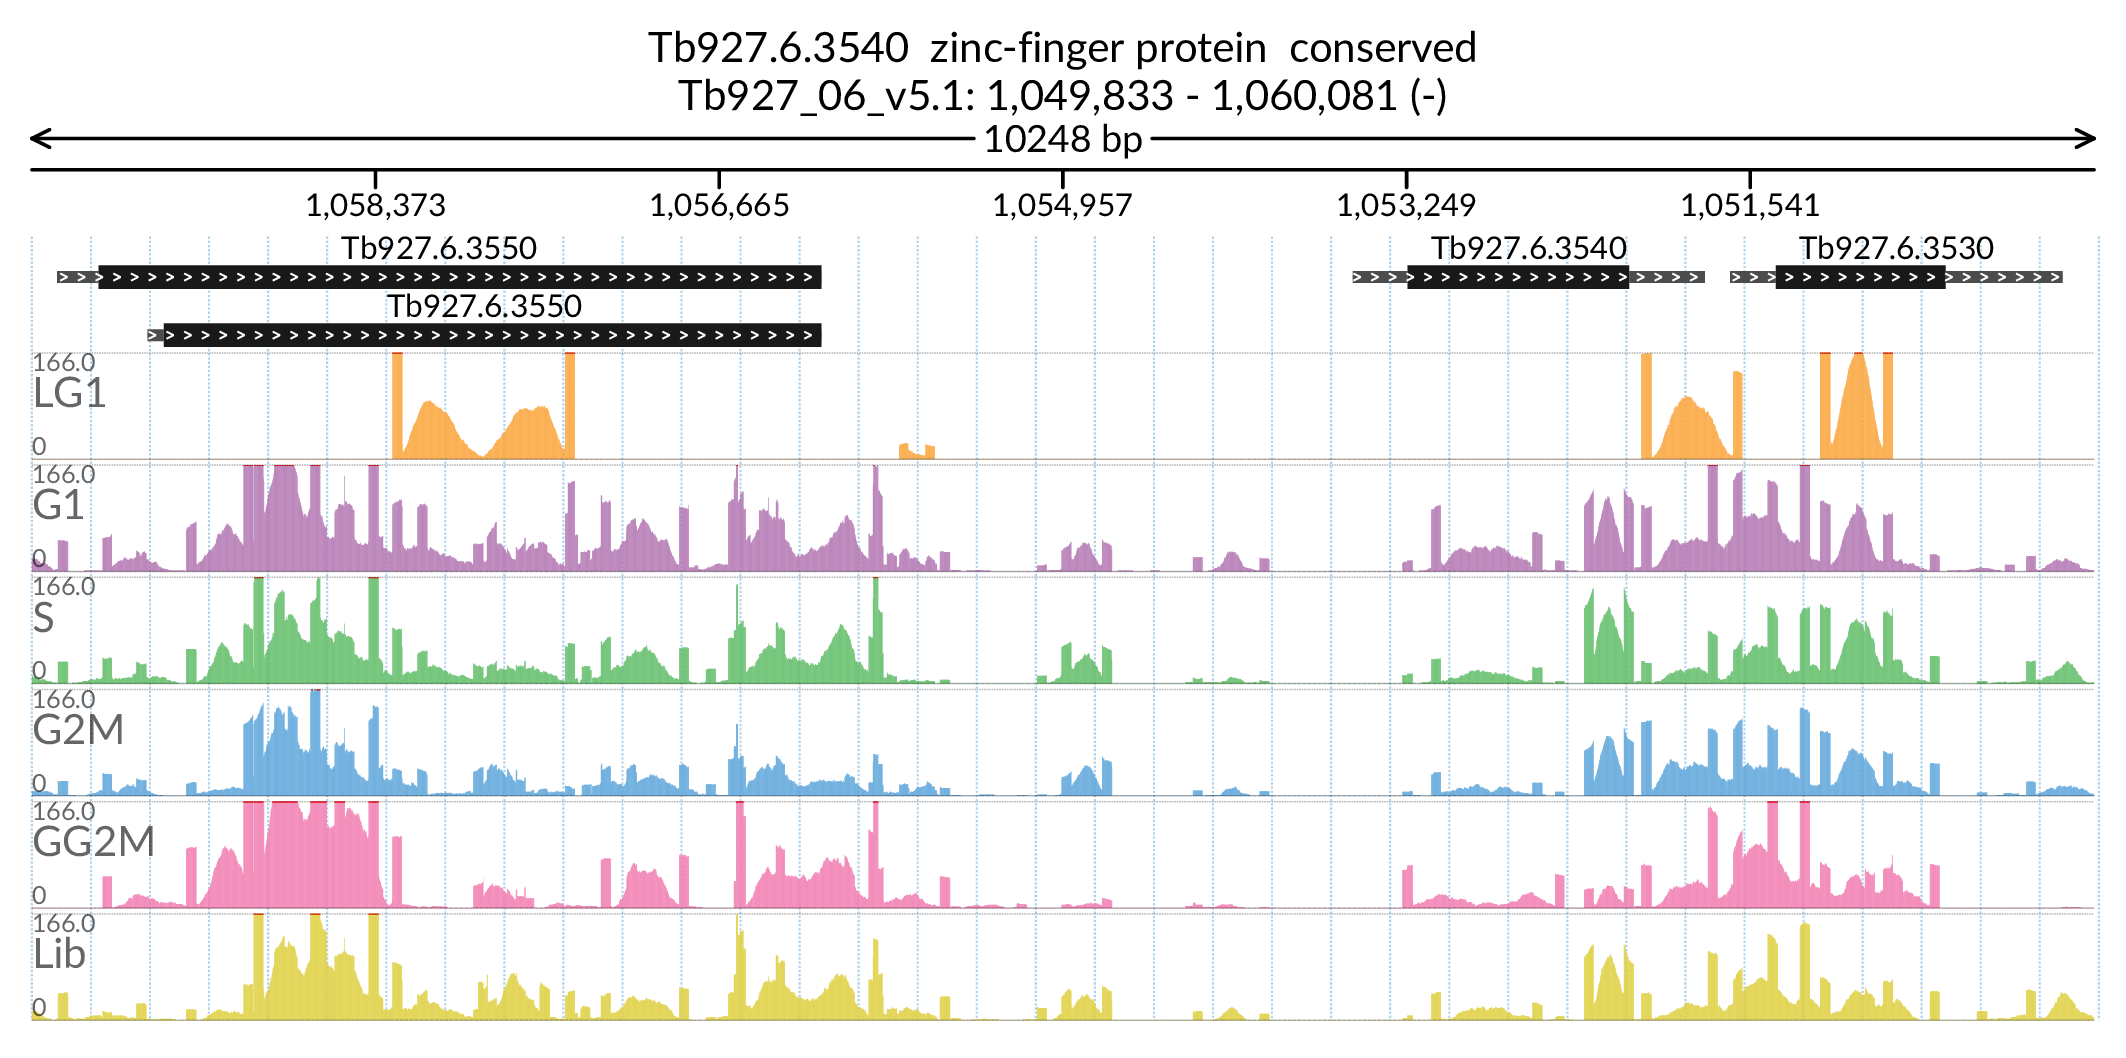 Tb927.6.3540  zinc-finger protein  conserved
Tb927_06_v5.1: 1,049,833 - 1,060,081 (-)
10248 bp
1,058,373 1,056,665 1,054,957 1,053,249 1,051,541
Tb927.6.3550 Tb927.6.3540 Tb927.6.3530
Tb927.6.3550
166.0
LG1
0
166.0
G1
0
166.0
S
0
166.0
G2M
0
166.0
GG2M
0
166.0
Lib
0